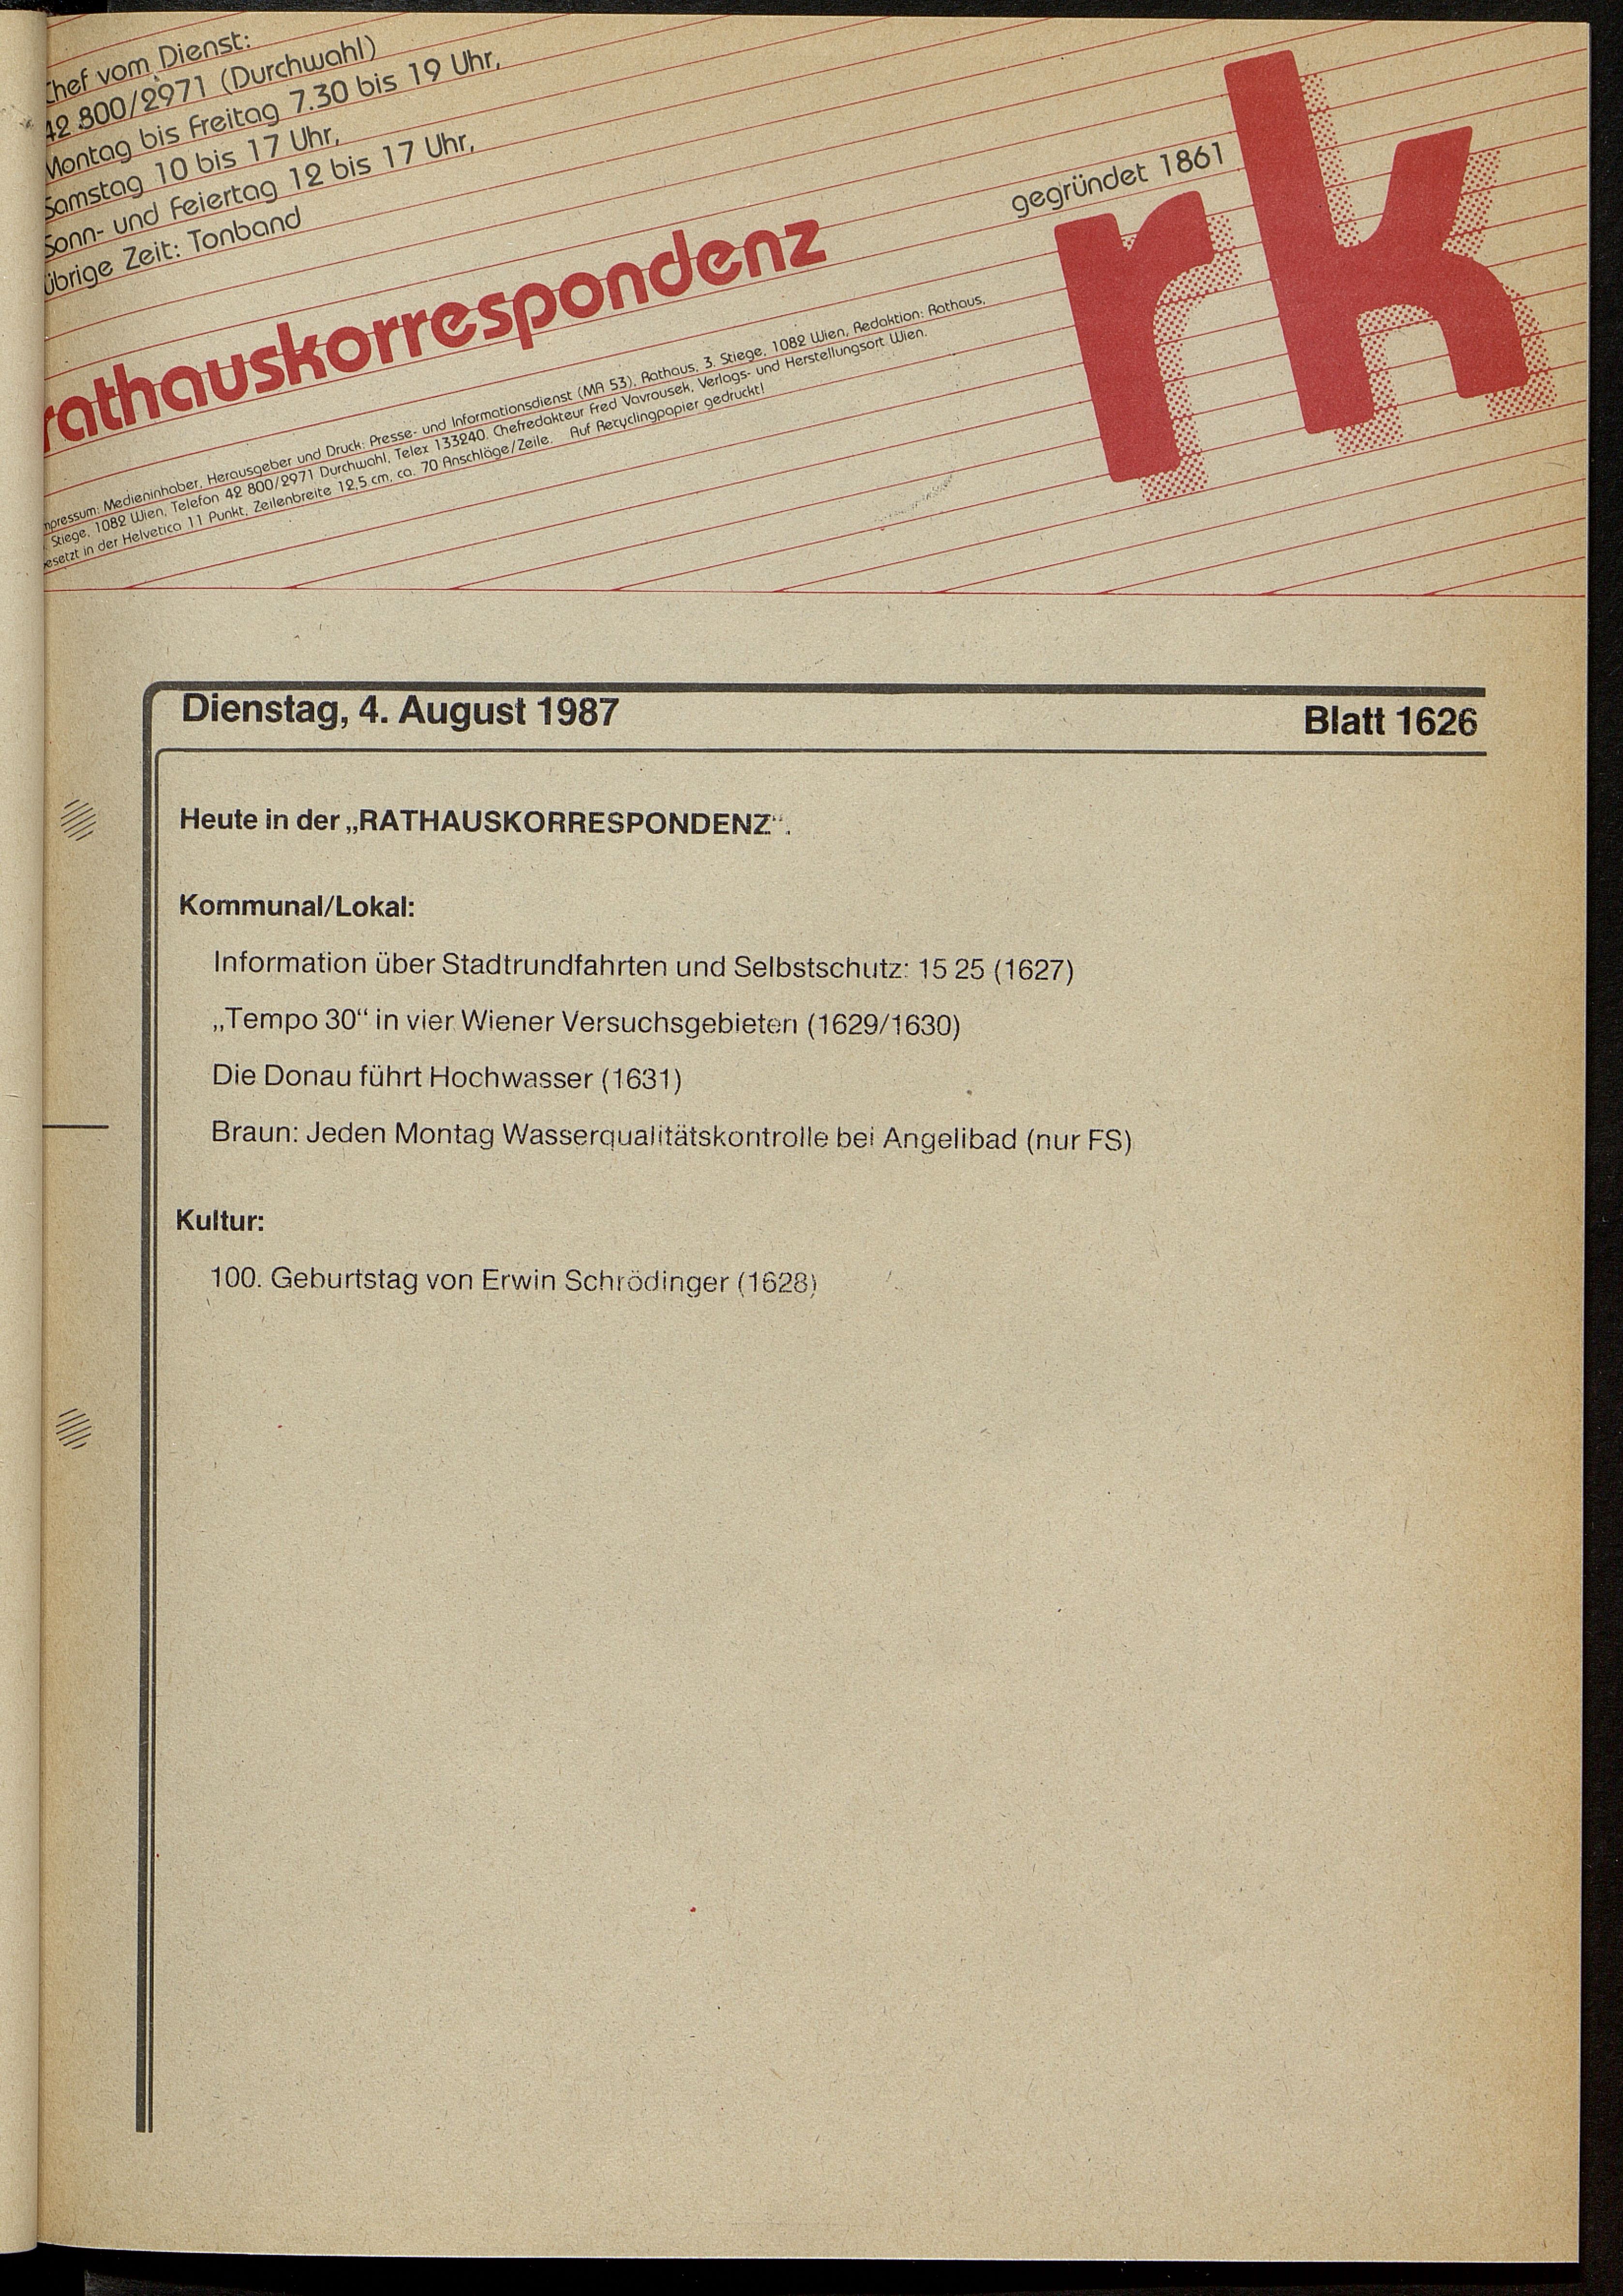 Chef vom Dienst:
42 800/2971 (Durchwahl)
Montag bis Freitag 7.30 bis 19 Uhr,
Samstag 10 bis 17 Uhr,
Sonn- und Feiertag 12 bis 17 Uhr,
übrige Zeit: Tonband
gegründet 1861
rk
rathauskorrespondenz
mpressum: Medieninhaber, Herausgeber und Druck: Presse- und Informationsdienst (MA 53), Rathaus, 3. Stiege, 1082 Wien, Redaktion: Rathaus,
. Stiege, 1082 Wien, Telefon 42 800/2971 Durchwahl, Telex 133240. Chefredakteur Fred Vavrousek, Verlags- und Herstellungsort Wien.
esetzt in der Helvetica 11 Punkt, Zeilenbreite 12,5 cm, ca. 70 Anschläge/Zeile. Auf Recyclingpapier gedruckt!
Dienstag, 4. August 1987
Blatt 1626
Heute in der „RATHAUSKORRESPONDENZ“.
Kommunal/Lokal:
Information über Stadtrundfahrten und Selbstschutz: 15 25 (1627)
„Tempo 30“ in vier Wiener Versuchsgebieten (1629/1630)
Die Donau führt Hochwasser (1631)
Braun: Jeden Montag Wasserqualitätskontrolle bei Angelibad (nur FS)
Kultur:
100. Geburtstag von Erwin Schrödinger (1628)